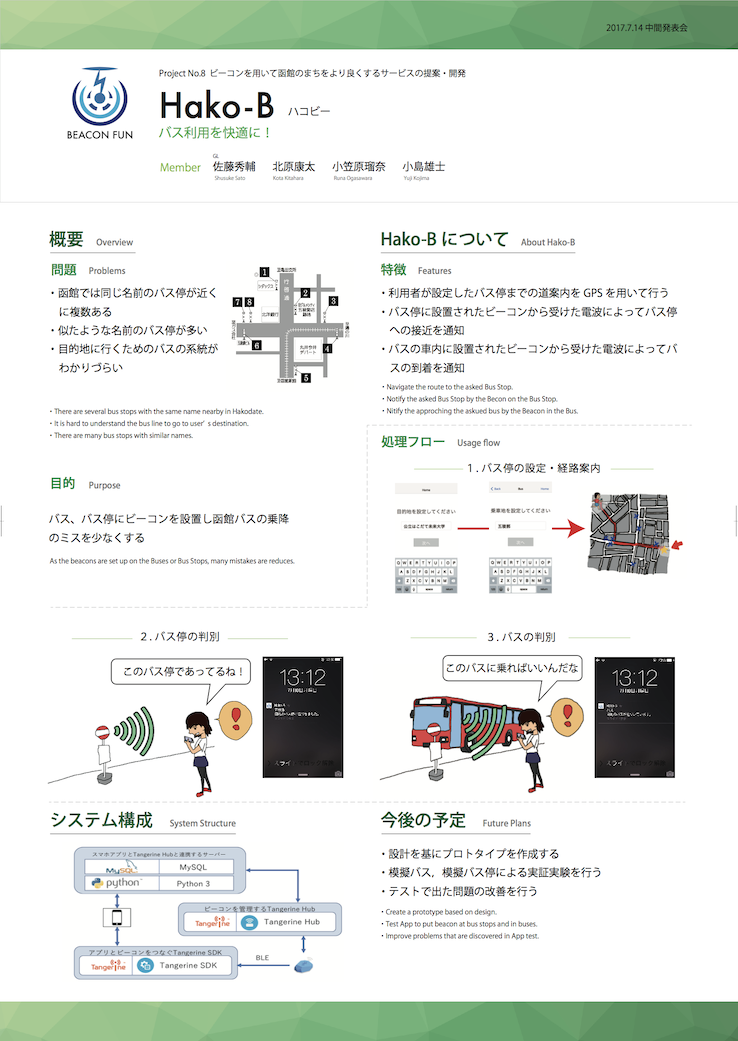 2017.7.14 中間発表会
BEACON FUN
Project No.8 ビーコンを用いて函館のまちをより良くするサービスの提案・開発
Hako-B ハコビー
バス利用を快適に！
GL
Member 佐藤秀輔 北原康太 小笠原瑠奈 小島雄士
Shusuke Sato Kota Kitahara Runa Ogasawara Yuji Kojima
概要 Overview
問題 Problems
・函館では同じ名前のバス停が近く
に複数ある
・似たような名前のバス停が多い
・目的地に行くためのバスの系統が
わかりづらい
1
2
3
7 8
6
4
5
・There are several bus stops with the same name nearby in Hakodate.
・It is hard to understand the bus line to go to user’s destination.
・There are many bus stops with similar names.
目的 Purpose
バス、バス停にビーコンを設置し函館バスの乗降
のミスを少なくする
As the beacons are set up on the Buses or Bus Stops, many mistakes are reduces.
Hako-B について About Hako-B
特徴 Features
・利用者が設定したバス停までの道案内を GPS を用いて行う
・バス停に設置されたビーコンから受けた電波によってバス停
への接近を通知
・バスの車内に設置されたビーコンから受けた電波によってバ
スの到着を通知
・Navigate the route to the asked Bus Stop.
・Notify the asked Bus Stop by the Becon on the Bus Stop.
・Nitify the approching the askued bus by the Beacon in the Bus.
処理フロー Usage flow
1 . バス停の設定・経路案内
目的地を設定してください
公立はこだて未来大学
乗車地を設定してください
五稜郭
Q W E R T Y U I O P
A S D F G H J K L
Z X C V B N M
Q W E R T Y U I O P
A S D F G H J K L
Z X C V B N M
2 . バス停の判別
このバス停であってるね！
13:12
3 . バスの判別
このバスに乗ればいいんだな
13:12
システム構成 System Structure
スマホアプリとTangerine Hubと連携するサーバー
MySQL MySQL
python Python 3
ビーコンを管理するTangerine Hub
Tangerine Tangerine Hub
アプリとビーコンをつなぐTangerine SDK
Tangerine Tangerine SDK
BLE
今後の予定 Future Plans
・設計を基にプロトタイプを作成する
・模擬バス，模擬バス停による実証実験を行う
・テストで出た問題の改善を行う
・Create a prototype based on design.
・Test App to put beacon at bus stops and in buses.
・Improve problems that are discovered in App test.